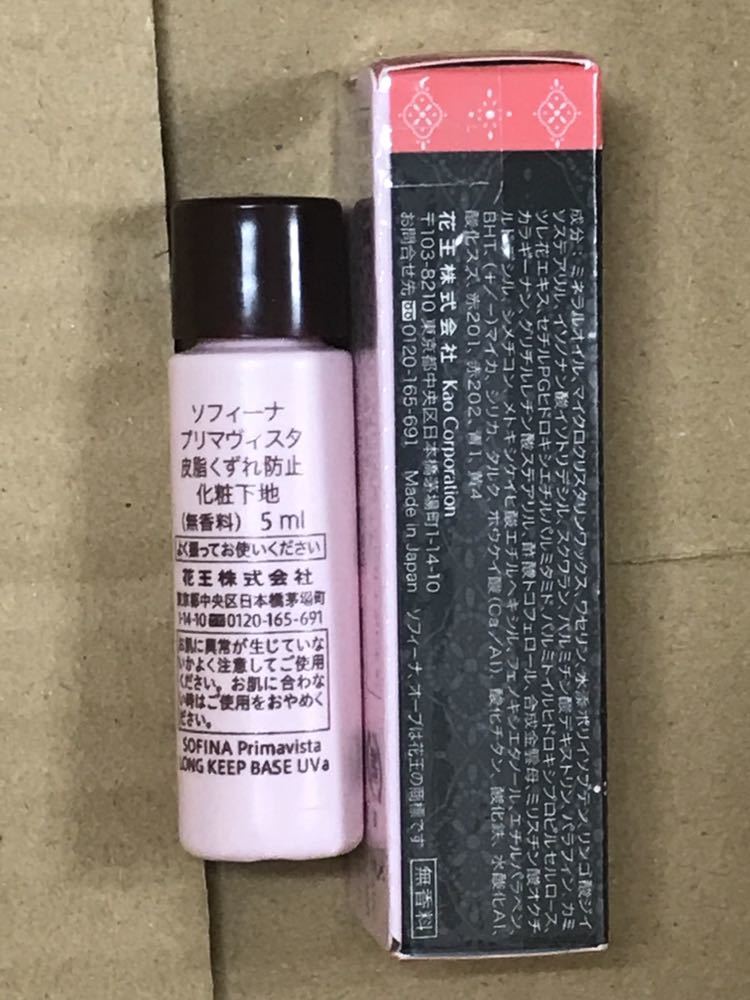 ソフィーナ
プリマヴィスタ
皮脂くずれ防止
化粧下地
(無香料) 5ml
よく振ってお使いください
花王株式会社
東京都中央区日本橋茅場町
1-14-10 0120-165-691
お肌に異常が生じていな
いかよく注意してご使用
ください。お肌に合わな
い時はご使用をおやめく
ださい。
SOFINA Primavista
LONG KEEP BASE UVa
成分:ミネラルオイル、マイクロクリスタリンワックス、ワセリン、水、水添ポリイソブテン、リンゴ酸ジイ
ソステアリル、イソノナン酸イソトリデシル、スクワラン、パルミチン酸デキストリン、パラフィン、カミ
ツレ花エキス、セチルPGヒドロキシエチルパルミタミド、パルミトイルヒドロキシプロピルセルロース、
カラギーナン、グリチルレチン酸ステアリル、酢酸トコフェロール、合成金雲母、ミリスチン酸オクチ
ルドデシル、ジメチコン、メトキシケイヒ酸エチルヘキシル、フェノキシエタノール、エチルパラベン、
BHT、(+/-)マイカ、シリカ、タルク、ホウケイ酸(Ca/Al)、酸化チタン、酸化鉄、水酸化Al、
酸化スズ、赤201、赤202、青1、黄4
花王株式会社 Kao Corporation
〒103-8210 東京都中央区日本橋茅場町1-14-10
お問合せ先 0120-165-691 Made in Japan ソフィーナ、オーブは花王の商標です
無香料